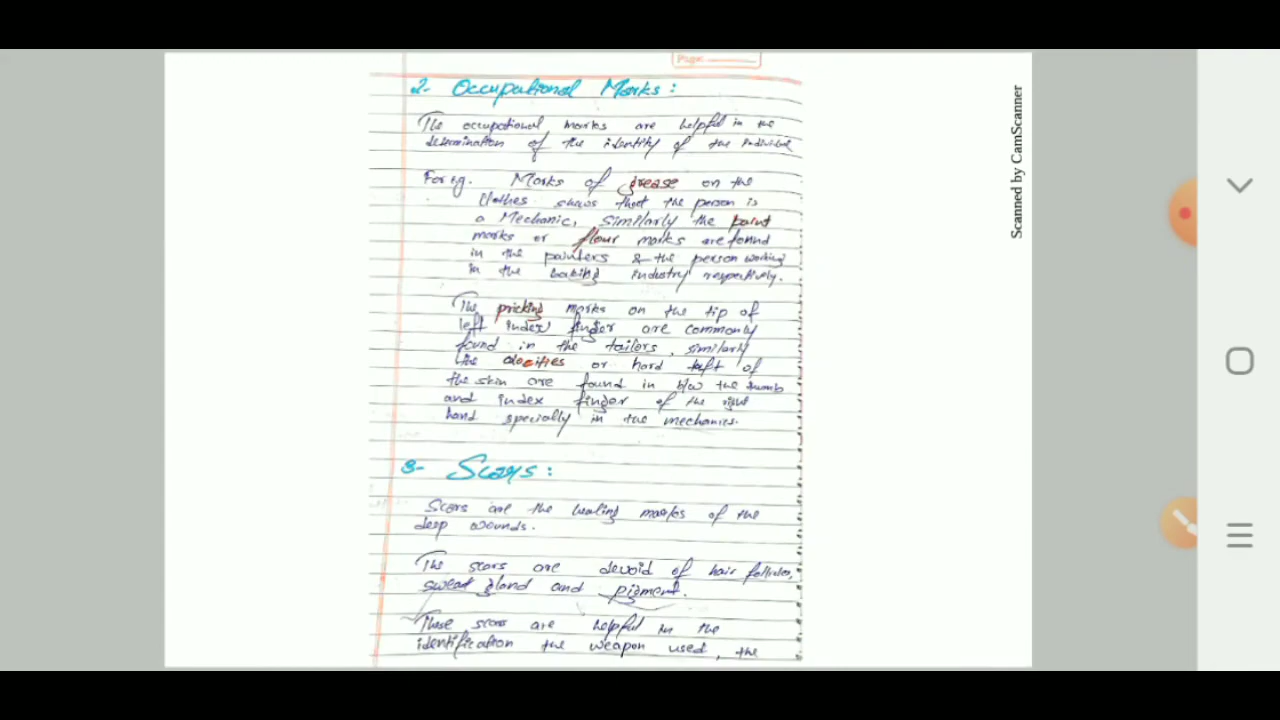 Page
2- Occupational Marks:
The occupational marks are helpful in the
determination of the identity of the individual
For eg. Marks of grease on the
clothes shows that the person is
a Mechanic, similarly the paint
marks or flour marks are found
in the painters & the person working
in the baking industry respectively.
The pricking marks on the tip of
left index finger are commonly
found in the tailors, similarly
the or hard of
the skin are found in b/w the thumb
and index finger of the right
hand specially in the mechanics.
3- Scars:
Scars are the healing marks of the
deep wounds.
The scars are devoid of hair follicles,
sweat gland and pigment.
These scars are helpful in the
identification the weapon used, the
Scanned by CamScanner